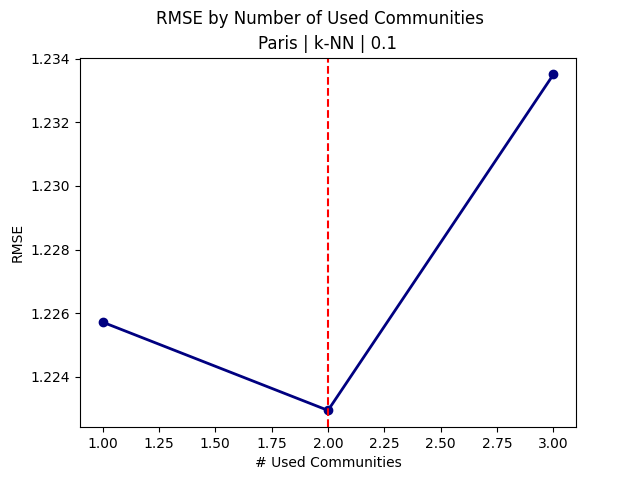 RMSE by Number of Used Communities
Paris | k-NN | 0.1
1.234
1.232
1.230
1.228
1.226
1.224
RMSE
1.00 1.25 1.50 1.75 2.00 2.25 2.50 2.75 3.00
# Used Communities